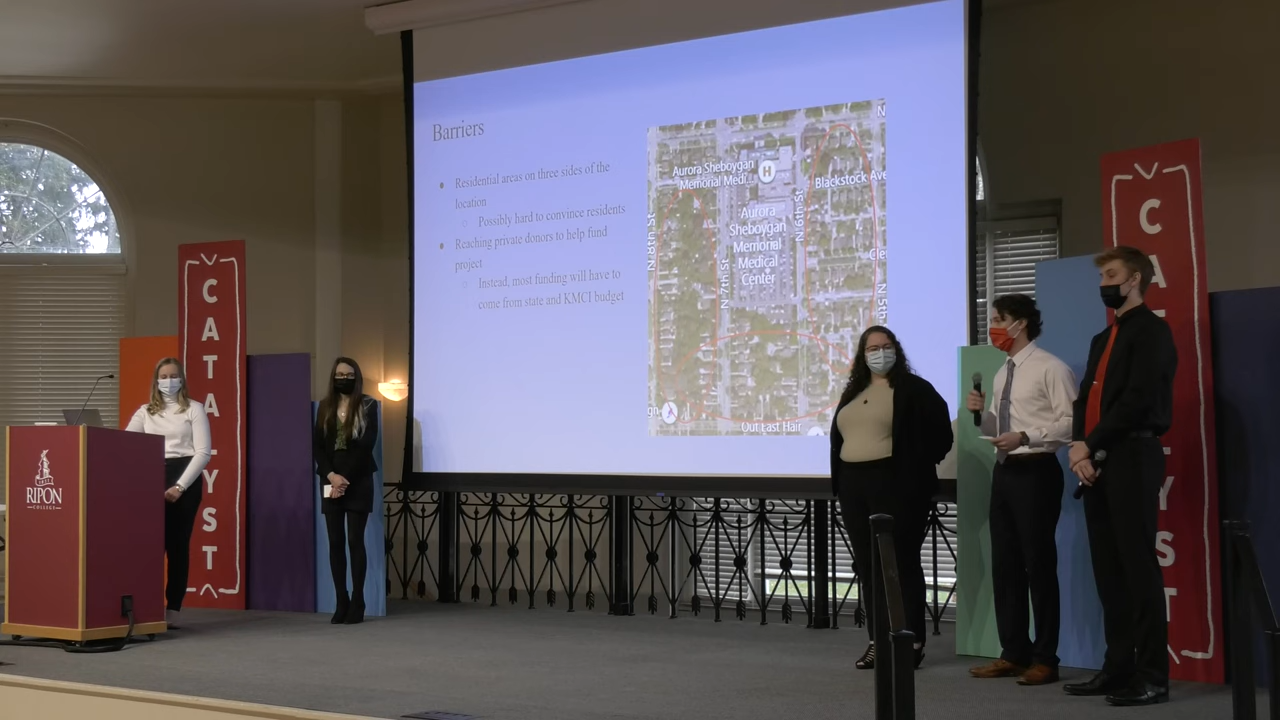 Barriers
Residential areas on three sides of the
location
Possibly hard to convince residents
Reaching private donors to help fund
project
Instead, most funding will have to
come from state and KMCI budget
Aurora Sheboygan
Memorial Medi...
H
Blackstock Ave
Aurora
Sheboygan
Memorial
Medical
Center
N 8th St
N 7th St
N 6th St
N 5th
N
Cle
gn
Out Last Hair
CATALYST
CATALYST
RIPON
COLLEGE